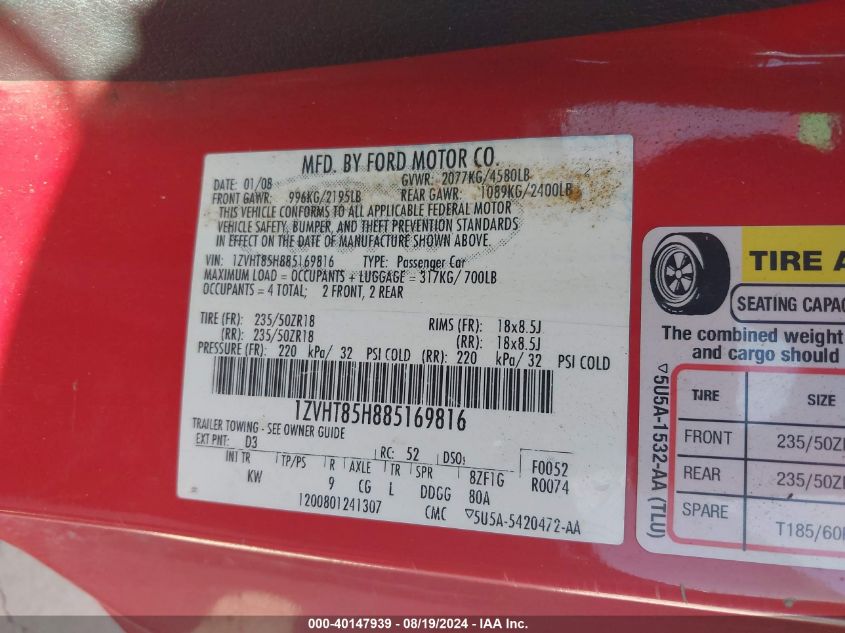 MFD. BY FORD MOTOR CO.
DATE: 01/08 GVWR: 2077KG/4580LB
FRONT GAWR: 996KG/2195LB REAR GAWR: 1089KG/2400LB
THIS VEHICLE CONFORMS TO ALL APPLICABLE FEDERAL MOTOR
VEHICLE SAFETY, BUMPER, AND THEFT PREVENTION STANDARDS
IN EFFECT ON THE DATE OF MANUFACTURE SHOWN ABOVE.
VIN: 1ZVHT85H885169816 TYPE: Passenger Car
MAXIMUM LOAD = OCCUPANTS + LUGGAGE = 317KG/700LB
OCCUPANTS = 4 TOTAL; 2 FRONT, 2 REAR
TIRE (FR): 235/50ZR18 RIMS (FR): 18x8.5J
(RR): 235/50ZR18 (RR): 18x8.5J
PRESSURE (FR): 220 kPa/ 32 PSI COLD (RR): 220 kPa/ 32 PSI COLD
1ZVHT85H885169816
TRAILER TOWING - SEE OWNER GUIDE
EXT PNT: D3 RC: 52 DSO: F0052
INT TR TP/PS R AXLE TR SPR 8ZF1G R0074
KW 9 CG L DDGG 80A
1200801241307 CMC ▽5U5A-5420472-AA
TIRE A
SEATING CAPAC
The combined weight
and cargo should
▽5U5A-1532-AA (TLU)
TIRE SIZE
FRONT 235/50Z
REAR 235/50Z
SPARE T185/60
000-40147939 - 08/19/2024 - IAA Inc.